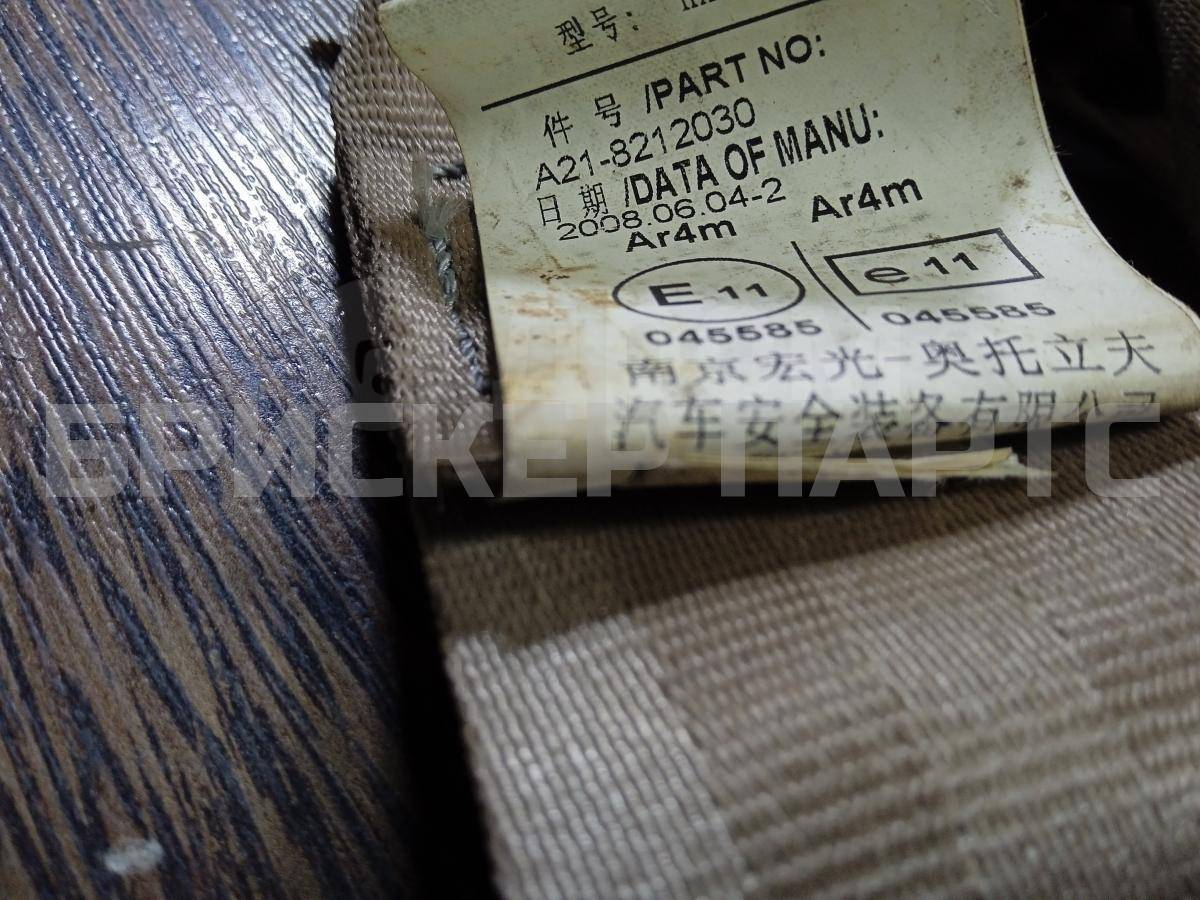 型号:
件 号 /PART NO:
A21-8212030
日 期 /DATA OF MANU:
2008.06.04-2
Ar4m Ar4m
E 11 e 11
045585 045585
南京宏光-奥托立夫
汽车安全装备有限公司
БРИСКЕР ПАРТС